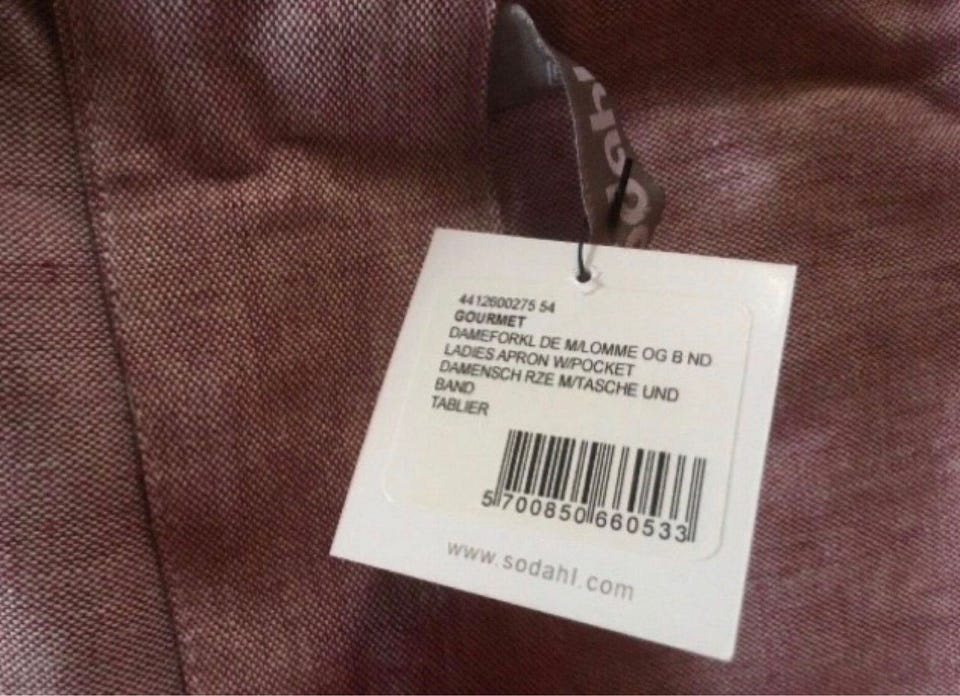 4412600275 54
GOURMET
DAMEFORKL DE M/LOMME OG B ND
LADIES APRON W/POCKET
DAMENSCH RZE M/TASCHE UND
BAND
TABLIER
5 700850 660533
www.sodahl.com